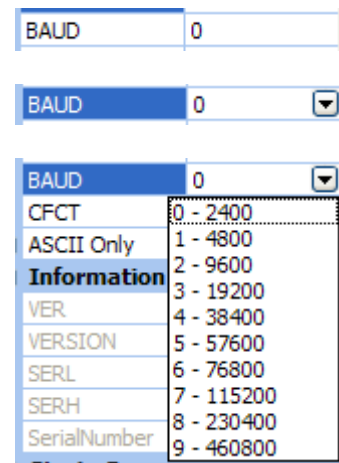 BAUD 0
BAUD 0
BAUD 0
CFCT 0 - 2400
ASCII Only 1 - 4800
Information 2 - 9600
3 - 19200
VER 4 - 38400
VERSION 5 - 57600
SERL 6 - 76800
SERH 7 - 115200
8 - 230400
SerialNumber 9 - 460800